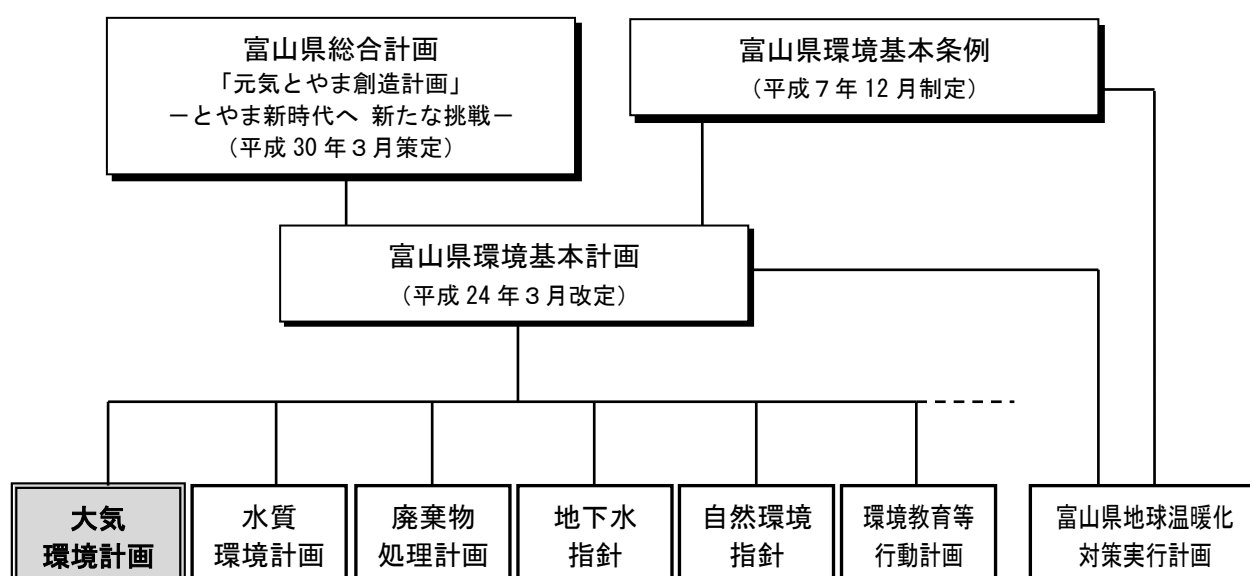 富山県総合計画
「元気とやま創造計画」
－とやま新時代へ 新たな挑戦－
（平成 30 年３月策定）
富山県環境基本条例
（平成７年 12 月制定）
富山県環境基本計画
（平成 24 年３月改定）
大気
環境計画
水質
環境計画
廃棄物
処理計画
地下水
指針
自然環境
指針
環境教育等
行動計画
富山県地球温暖化
対策実行計画